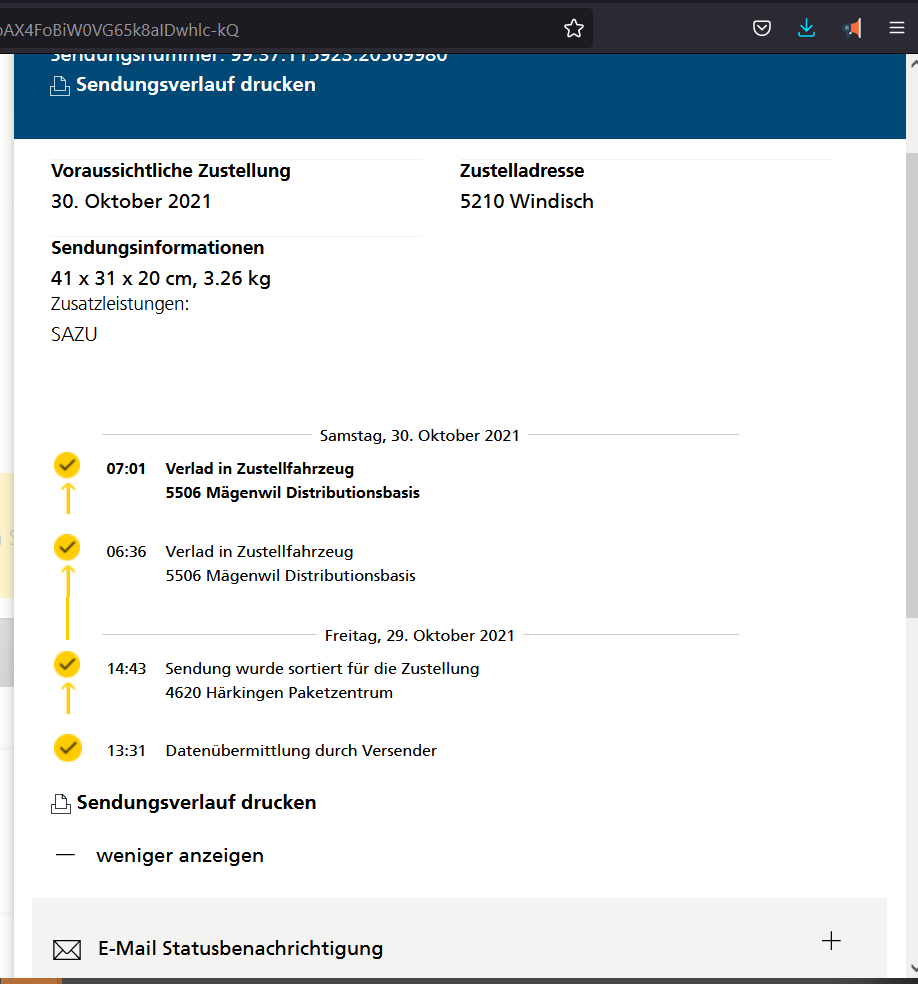 Sendungsnummer: 99.37.115923.20569980
Sendungsverlauf drucken
Voraussichtliche Zustellung
30. Oktober 2021
Zustelladresse
5210 Windisch
Sendungsinformationen
41 x 31 x 20 cm, 3.26 kg
Zusatzleistungen:
SAZU
Samstag, 30. Oktober 2021
07:01 Verlad in Zustellfahrzeug
5506 Mägenwil Distributionsbasis
06:36 Verlad in Zustellfahrzeug
5506 Mägenwil Distributionsbasis
Freitag, 29. Oktober 2021
14:43 Sendung wurde sortiert für die Zustellung
4620 Härkingen Paketzentrum
13:31 Datenübermittlung durch Versender
Sendungsverlauf drucken
weniger anzeigen
E-Mail Statusbenachrichtigung